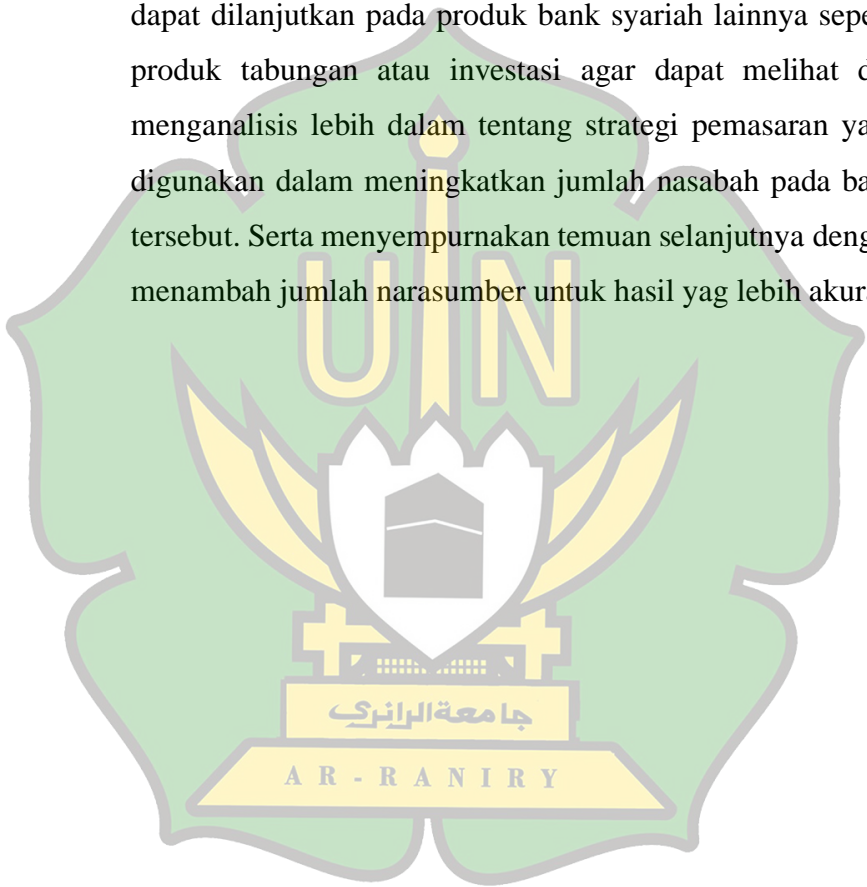 dapat dilanjutkan pada produk bank syariah lainnya sepe
produk tabungan atau investasi agar dapat melihat d
menganalisis lebih dalam tentang strategi pemasaran ya
digunakan dalam meningkatkan jumlah nasabah pada ba
tersebut. Serta menyempurnakan temuan selanjutnya deng
menambah jumlah narasumber untuk hasil yag lebih akur
UIN
جامعة الرانري
AR-RANIRY